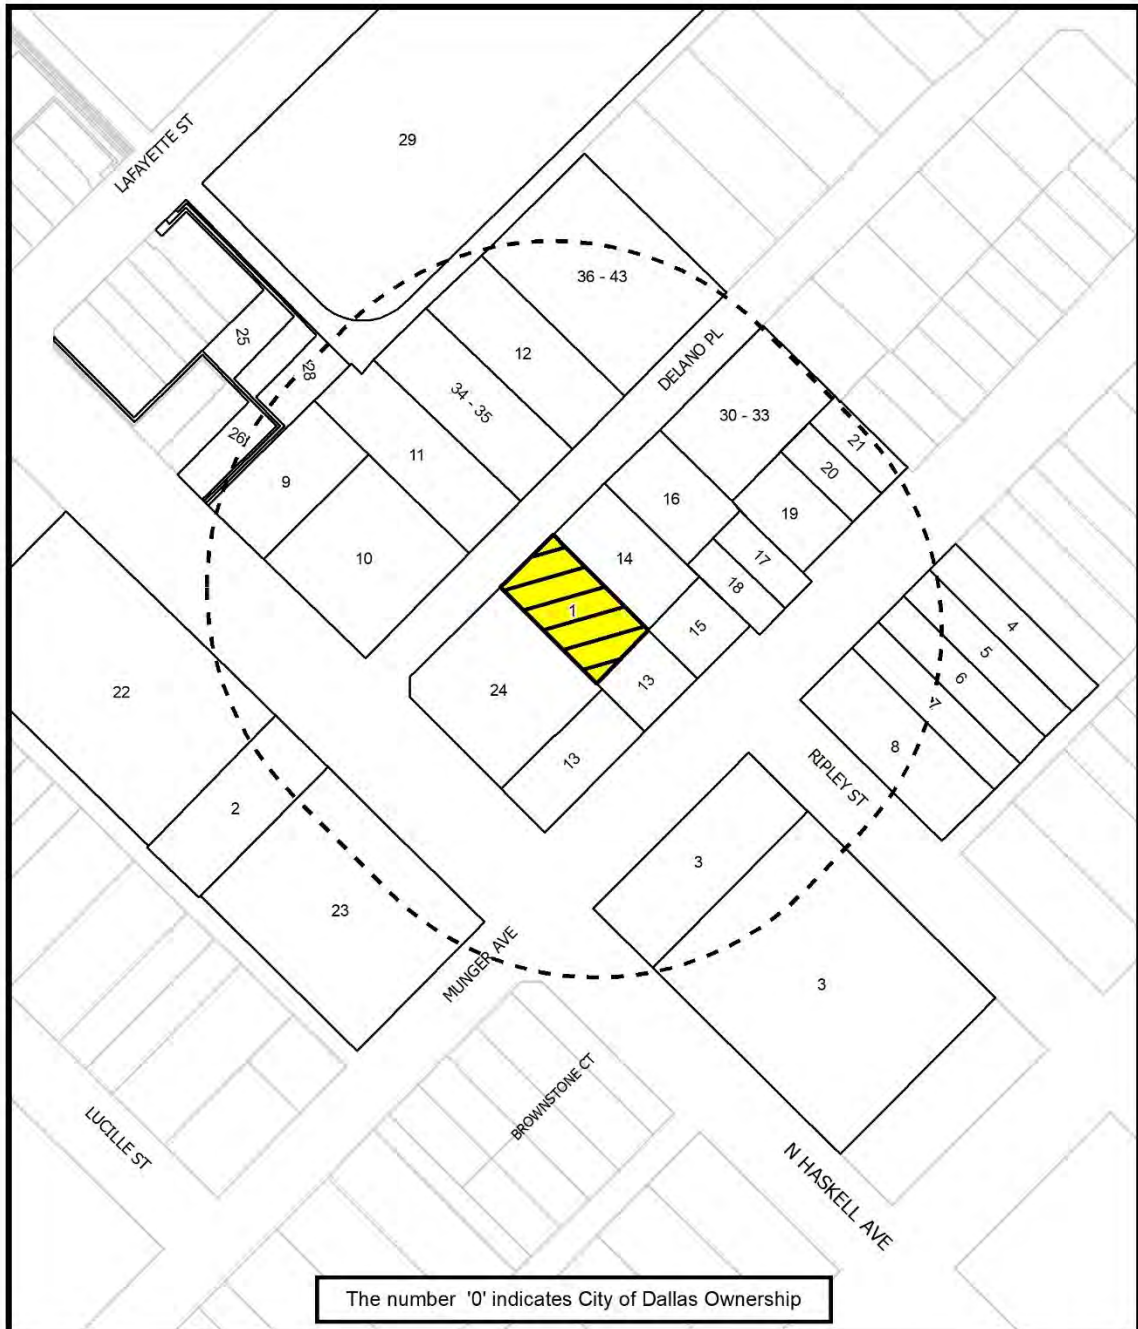 LAFAYETTE ST
29
36 - 43
25
28
12
DELANO PL
34 - 35
30 - 33
26
11
21
9
20
16
19
10
14
17
18
1
4
15
5
13
6
24
22
7
8
13
RIPLEY ST
2
3
23
MUNGER AVE
3
BROWNSTONE CT
LUCILLE ST
N HASKELL AVE
The number '0' indicates City of Dallas Ownership